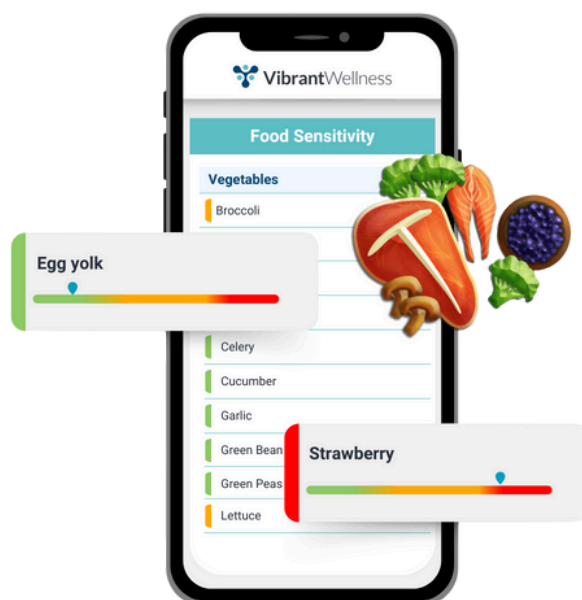 VibrantWellness
Food Sensitivity
Vegetables
Broccoli
Egg yolk
Celery
Cucumber
Garlic
Green Bean
Green Peas
Lettuce
Strawberry